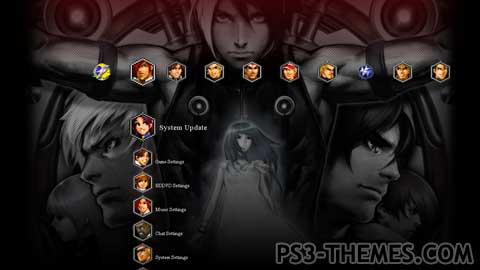 System Update
Game Settings
BD/DVD Settings
Music Settings
Chat Settings
System Settings
PS3-THEMES.COM